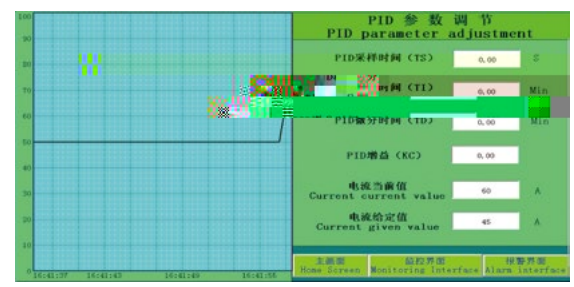 PID 参数 调 节
PID parameter adjustment
100
90
80
70
60
50
40
30
20
10
0
16:41:37 16:41:43 16:41:49 16:41:55
PID采样时间 (TS) 0.00 S
时间 (TI) 0.00 Min
PID微分时间 (TD) 0.00 Min
PID增益 (KC) 0.00
电流当前值
Current current value 60 A
电流给定值
Current given value 45 A
主画面 监控界面 报警界面
Home Screen Monitoring Interface Alarm interface